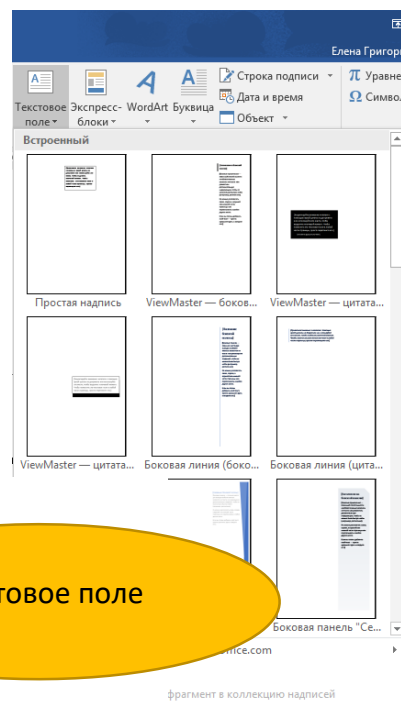 Елена Григор
Строка подписи
Уравне
Дата и время
Символ
Объект
Текстовое поле
Экспресс-блоки
WordArt
Буквица
Встроенный
Простая надпись
ViewMaster — боков...
ViewMaster — цитата...
ViewMaster — цитата...
Боковая линия (боко...
Боковая линия (цита...
товое поле
Боковая панель "Се...
ffice.com
фрагмент в коллекцию надписей